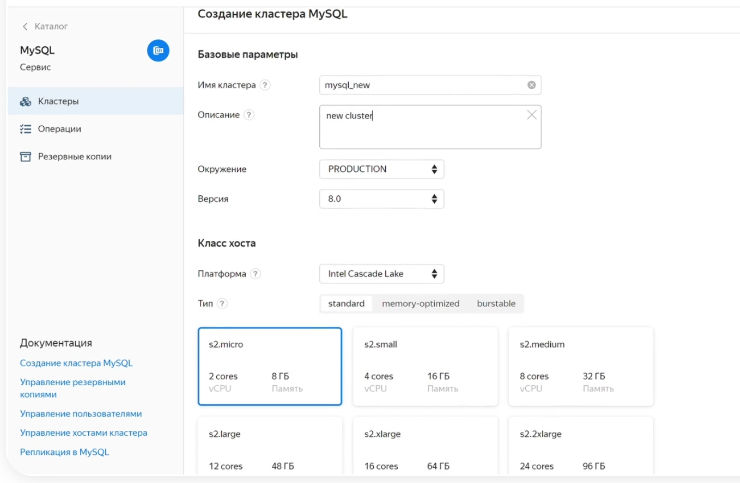 Каталог
MySQL
Сервис
Кластеры
Операции
Резервные копии
Документация
Создание кластера MySQL
Управление резервными
копиями
Управление пользователями
Управление хостами кластера
Репликация в MySQL
Создание кластера MySQL
Базовые параметры
Имя кластера ? mysql_new
Описание ? new cluster
Окружение PRODUCTION
Версия 8.0
Класс хоста
Платформа ? Intel Cascade Lake
Тип ? standard memory-optimized burstable
s2.micro s2.small s2.medium
2 cores 8 ГБ 4 cores 16 ГБ 8 cores 32 ГБ
vCPU Память vCPU Память vCPU Память
s2.large s2.xlarge s2.2xlarge
12 cores 48 ГБ 16 cores 64 ГБ 24 cores 96 ГБ